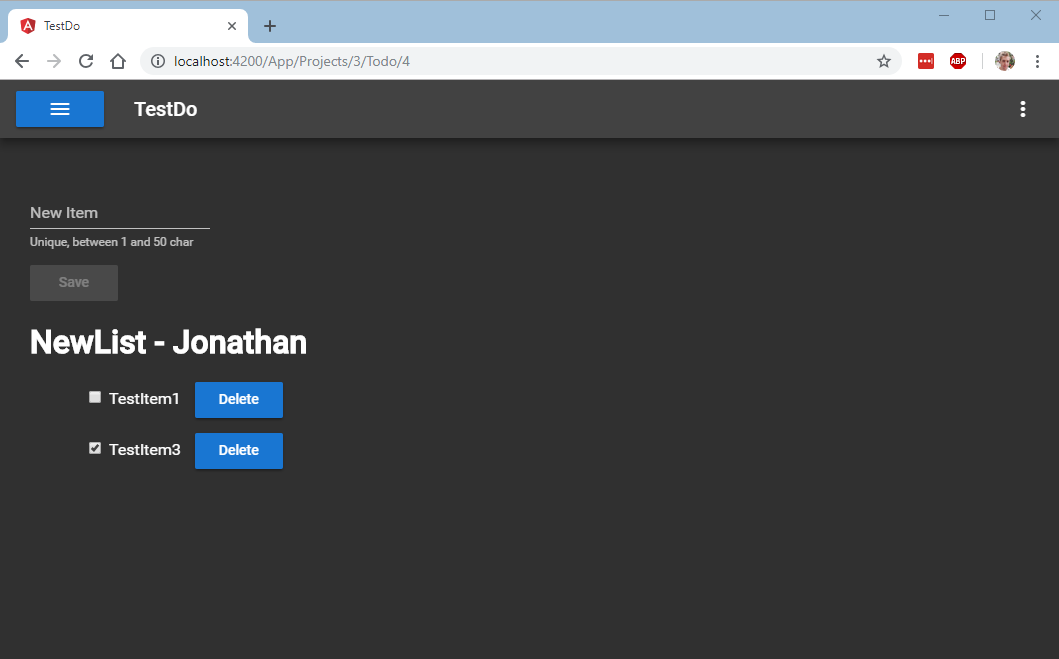 TestDo
localhost:4200/App/Projects/3/Todo/4
ABP
TestDo
New Item
Unique, between 1 and 50 char
Save
NewList - Jonathan
TestItem1 Delete
TestItem3 Delete